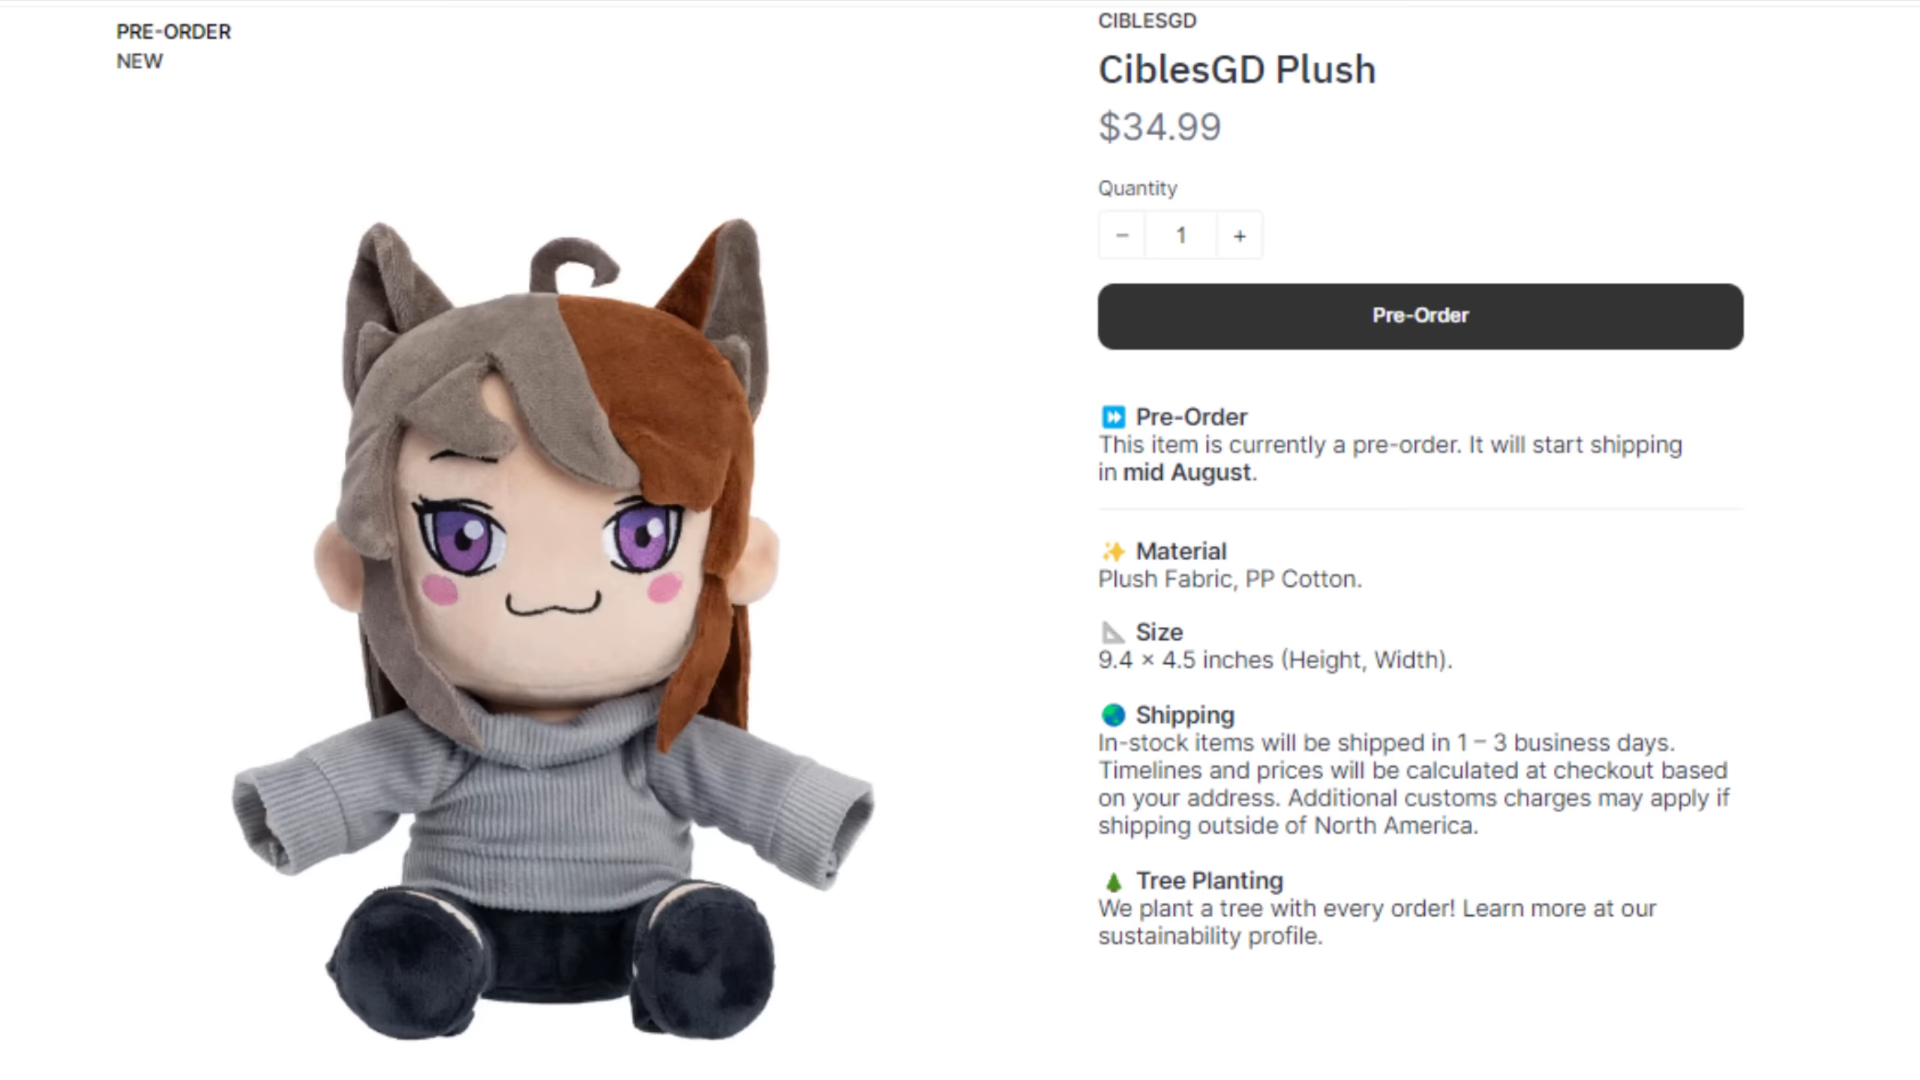 PRE-ORDER
NEW
CIBLESGD
CiblesGD Plush
$34.99
Quantity
− 1 +
Pre-Order
⏩ Pre-Order
This item is currently a pre-order. It will start shipping
in mid August.
✨ Material
Plush Fabric, PP Cotton.
📐 Size
9.4 × 4.5 inches (Height, Width).
🌏 Shipping
In-stock items will be shipped in 1 – 3 business days.
Timelines and prices will be calculated at checkout based
on your address. Additional customs charges may apply if
shipping outside of North America.
🌲 Tree Planting
We plant a tree with every order! Learn more at our
sustainability profile.